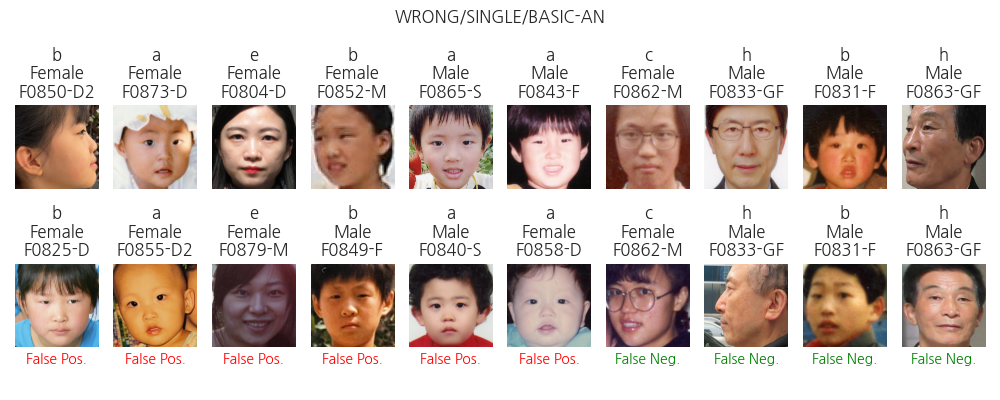 WRONG/SINGLE/BASIC-AN
b a e b a a c h b h
Female Female Female Female Male Male Female Male Male Male
F0850-D2 F0873-D F0804-D F0852-M F0865-S F0843-F F0862-M F0833-GF F0831-F F0863-GF
b a e b a a c h b h
Female Female Female Male Male Female Female Male Male Male
F0825-D F0855-D2 F0879-M F0849-F F0840-S F0858-D F0862-M F0833-GF F0831-F F0863-GF
False Pos. False Pos. False Pos. False Pos. False Pos. False Pos. False Neg. False Neg. False Neg. False Neg.